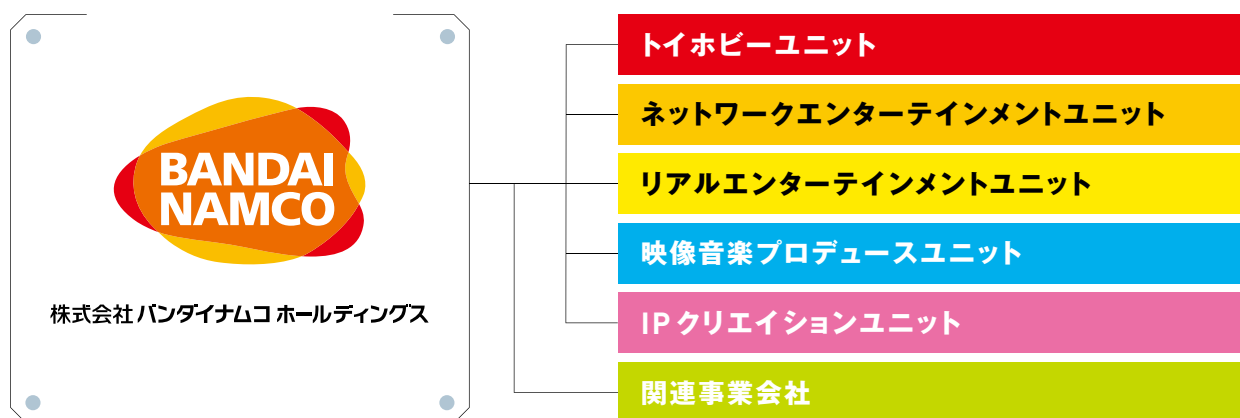 BANDAI
NAMCO
株式会社 バンダイナムコ ホールディングス
トイホビーユニット
ネットワークエンターテインメントユニット
リアルエンターテインメントユニット
映像音楽プロデュースユニット
IPクリエイションユニット
関連事業会社